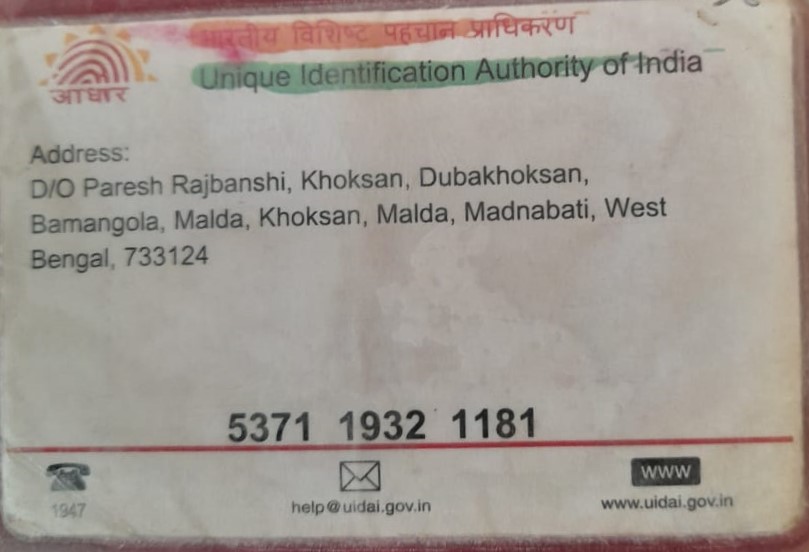 भारतीय विशिष्ट पहचान प्राधिकरण
आधार
Unique Identification Authority of India
Address:
D/O Paresh Rajbanshi, Khoksan, Dubakhoksan,
Bamangola, Malda, Khoksan, Malda, Madnabati, West
Bengal, 733124
5371 1932 1181
1947
help@uidai.gov.in
www
www.uidai.gov.in